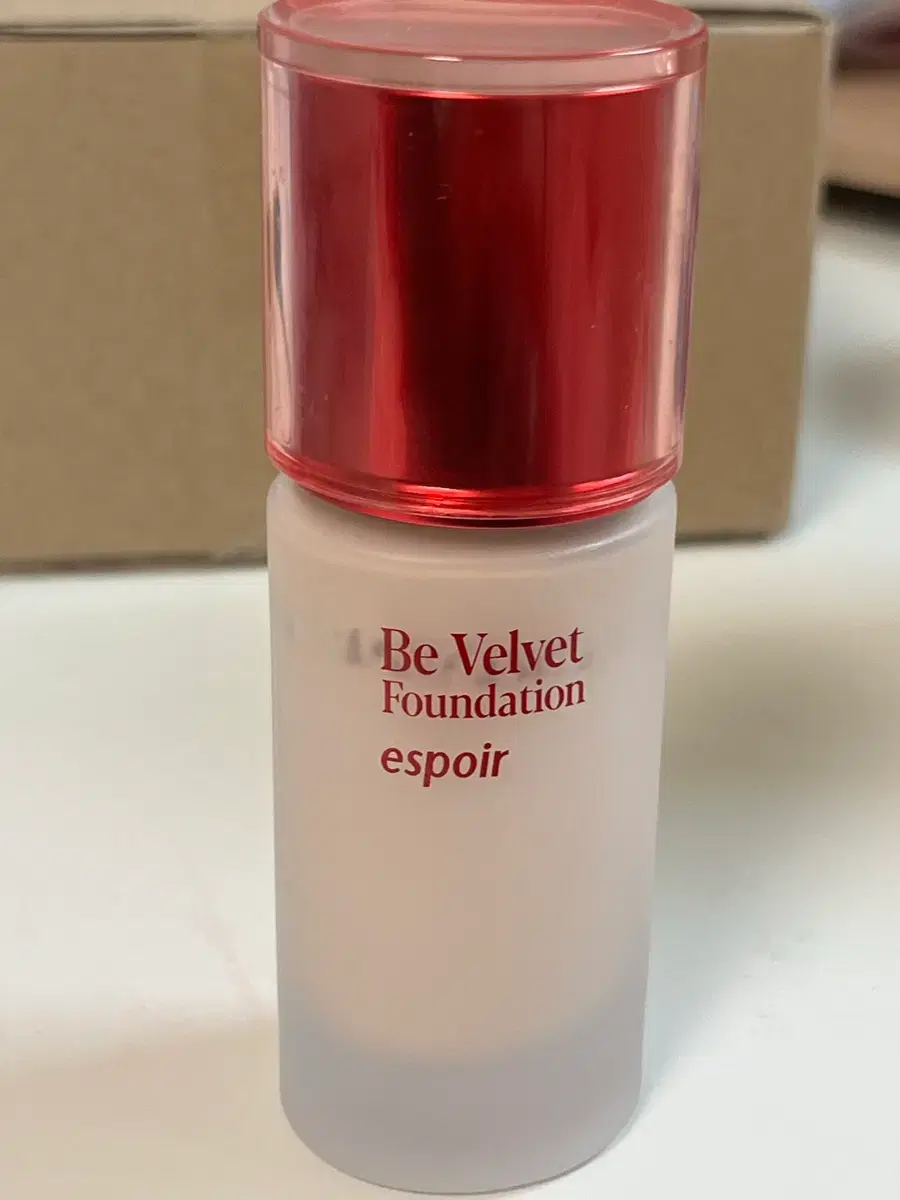 Be Velvet
Foundation
espoir